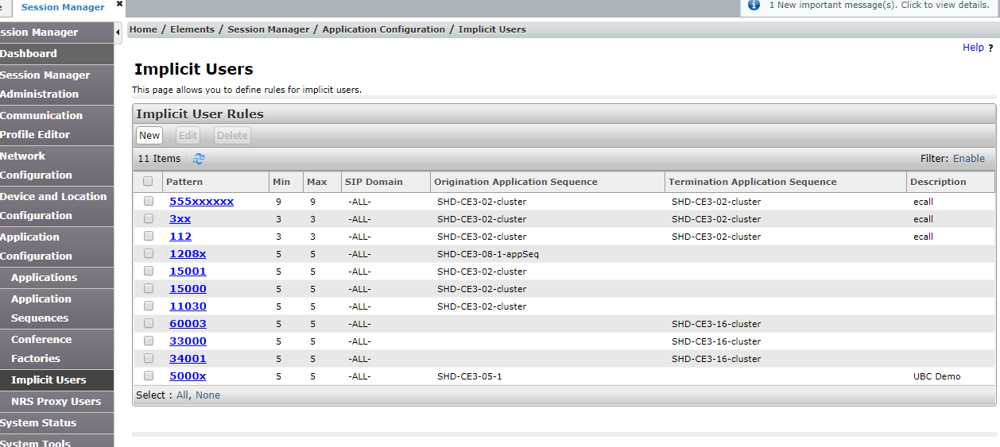 e Session Manager ×
1 New important message(s). Click to view details.
ssion Manager
Dashboard
Session Manager
Administration
Communication
Profile Editor
Network
Configuration
Device and Location
Configuration
Application
Configuration
Applications
Application
Sequences
Conference
Factories
Implicit Users
NRS Proxy Users
System Status
System Tools
Home / Elements / Session Manager / Application Configuration / Implicit Users
Help ?
Implicit Users
This page allows you to define rules for implicit users.
Implicit User Rules
New Edit Delete
11 Items Filter: Enable
Pattern Min Max SIP Domain Origination Application Sequence Termination Application Sequence Description
555xxxxxx 9 9 -ALL- SHD-CE3-02-cluster SHD-CE3-02-cluster ecall
3xx 3 3 -ALL- SHD-CE3-02-cluster SHD-CE3-02-cluster ecall
112 3 3 -ALL- SHD-CE3-02-cluster SHD-CE3-02-cluster ecall
1208x 5 5 -ALL- SHD-CE3-08-1-appSeq
15001 5 5 -ALL- SHD-CE3-02-cluster
15000 5 5 -ALL- SHD-CE3-02-cluster
11030 5 5 -ALL- SHD-CE3-02-cluster
60003 5 5 -ALL- SHD-CE3-16-cluster
33000 5 5 -ALL- SHD-CE3-16-cluster
34001 5 5 -ALL- SHD-CE3-16-cluster
5000x 5 5 -ALL- SHD-CE3-05-1 UBC Demo
Select : All, None